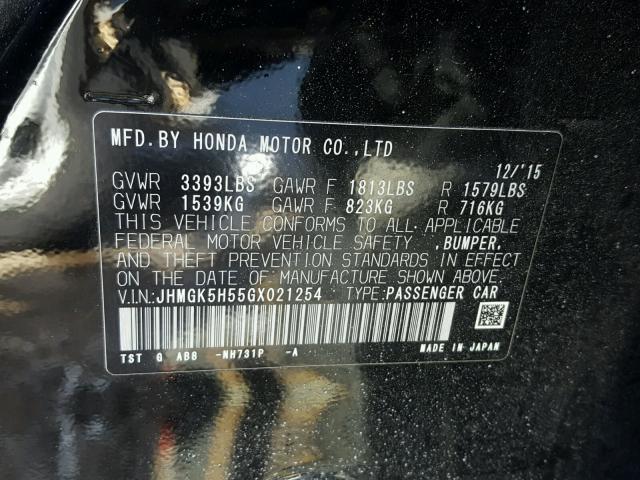 MFD.BY HONDA MOTOR CO.,LTD
12/'15
GVWR 3393LBS GAWR F 1813LBS R 1579LBS
GVWR 1539KG GAWR F 823KG R 716KG
THIS VEHICLE CONFORMS TO ALL APPLICABLE
FEDERAL MOTOR VEHICLE SAFETY ,BUMPER,
AND THEFT PREVENTION STANDARDS IN EFFECT
ON THE DATE OF MANUFACTURE SHOWN ABOVE.
V.IN.:JHMGK5H55GX021254 TYPE:PASSENGER CAR
TST G AB8 -NH731P -A MADE IN JAPAN